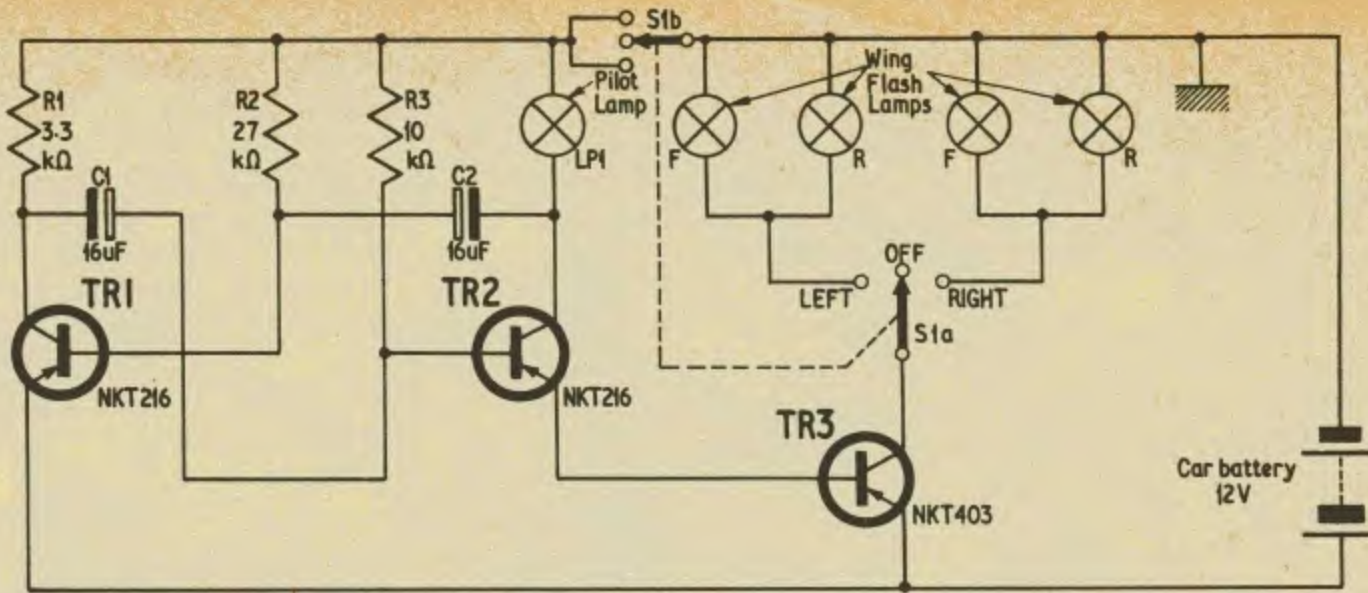 S1b
R1
3.3
kΩ
R2
27
kΩ
R3
10
kΩ
Pilot
Lamp
LP1
Wing
Flash
Lamps
F
R
F
R
C1
16uF
C2
16uF
OFF
LEFT
RIGHT
S1a
TR1
NKT216
TR2
NKT216
TR3
NKT403
Car battery
12V